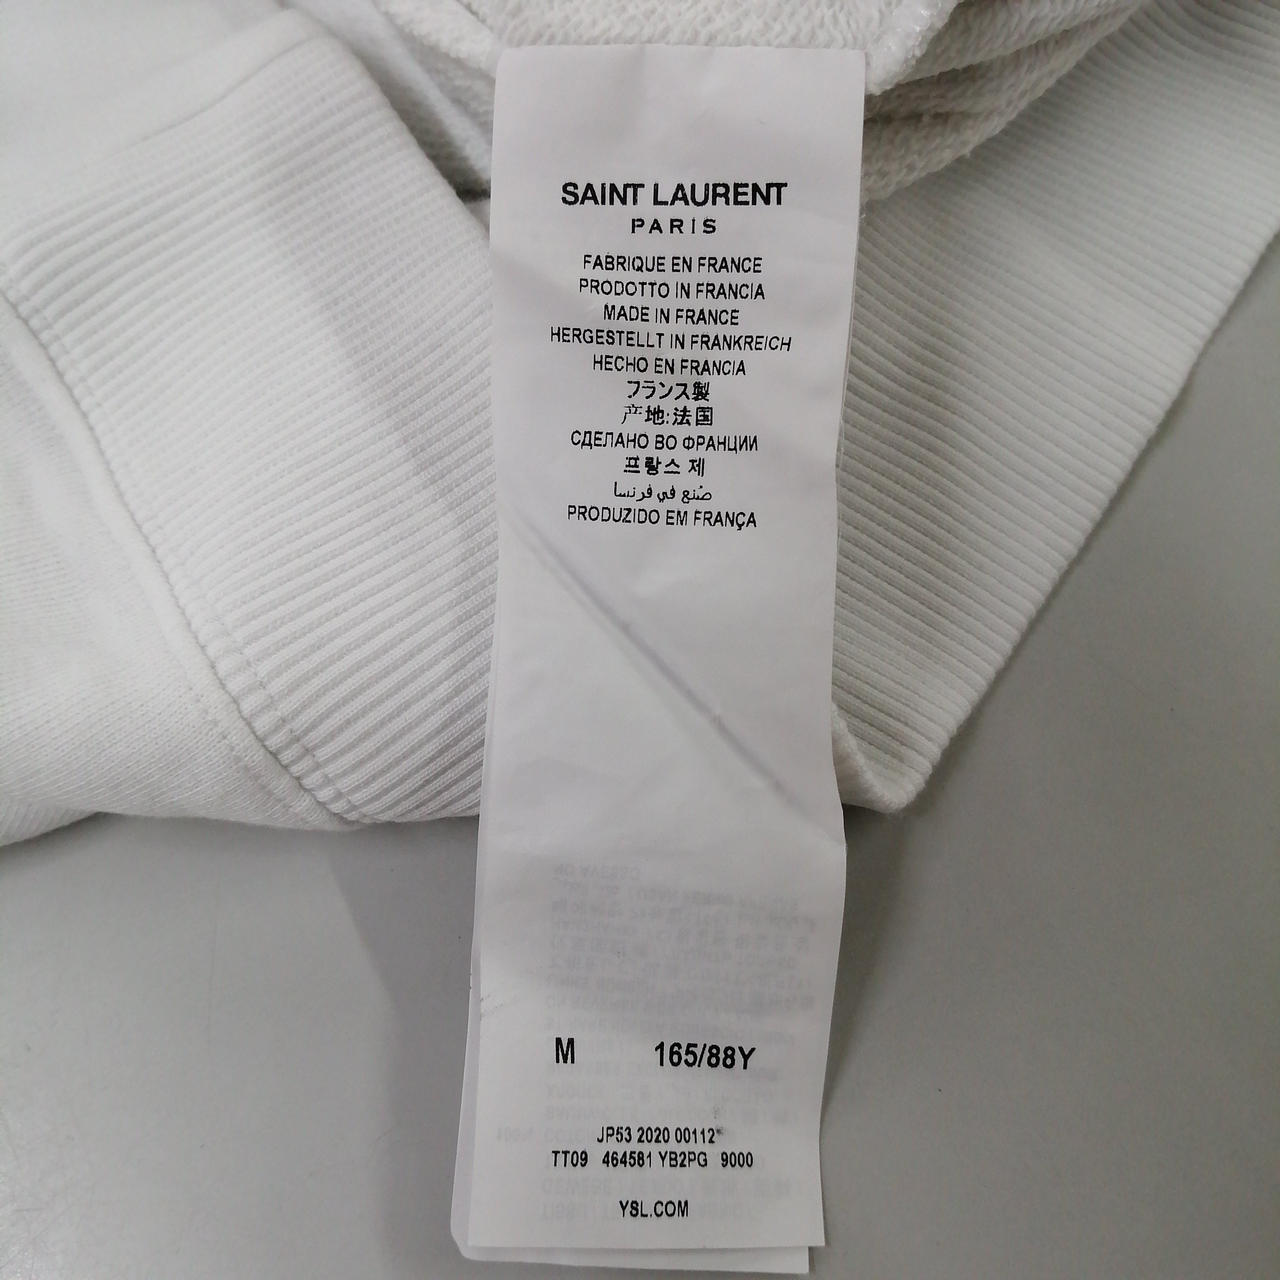 SAINT LAURENT
PARIS
FABRIQUE EN FRANCE
PRODOTTO IN FRANCIA
MADE IN FRANCE
HERGESTELLT IN FRANKREICH
HECHO EN FRANCIA
フランス製
产地:法国
СДЕЛАНО ВО ФРАНЦИИ
프랑스 제
صُنع في فرنسا
PRODUZIDO EM FRANÇA
M 165/88Y
JP53 2020 00112*
TT09 464581 YB2PG 9000
YSL.COM